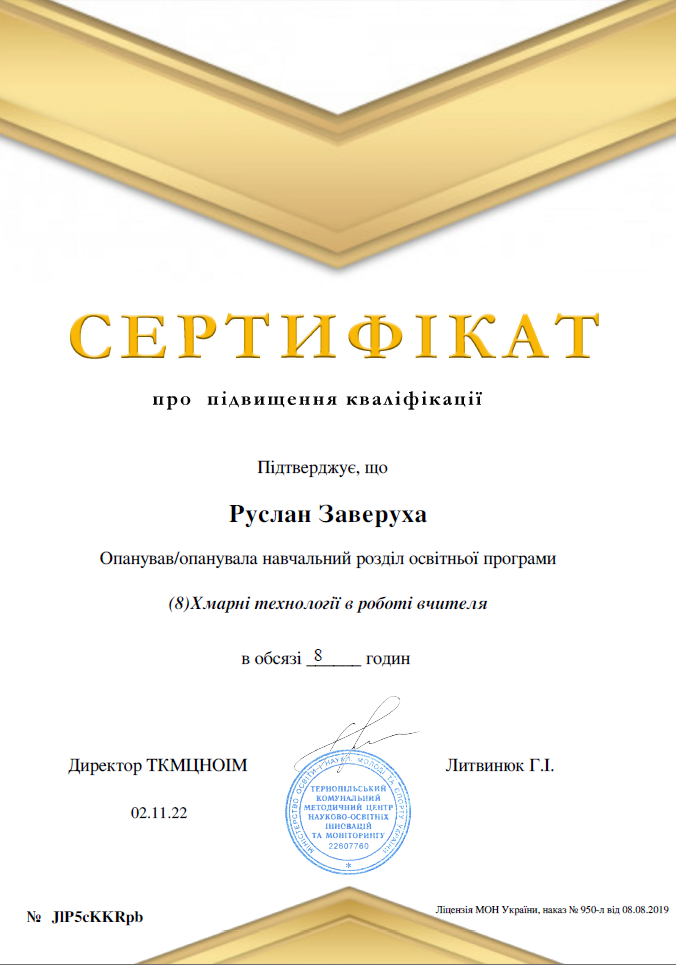 СЕРТИФІКАТ
про підвищення кваліфікації
Підтверджує, що
Руслан Заверуха
Опанував/опанувала навчальний розділ освітньої програми
(8)Хмарні технології в роботі вчителя
в обсязі 8 годин
Директор ТКМЦНОІМ
Литвинюк Г.І.
02.11.22
МІНІСТЕРСТВО ОСВІТИ І НАУКИ, МОЛОДІ ТА СПОРТУ УКРАЇНИ
ТЕРНОПІЛЬСЬКИЙ
КОМУНАЛЬНИЙ
МЕТОДИЧНИЙ ЦЕНТР
НАУКОВО-ОСВІТНІХ
ІННОВАЦІЙ
ТА МОНІТОРИНГУ
22607760
Ліцензія МОН України, наказ № 950-л від 08.08.2019
№ JlP5cKKRpb